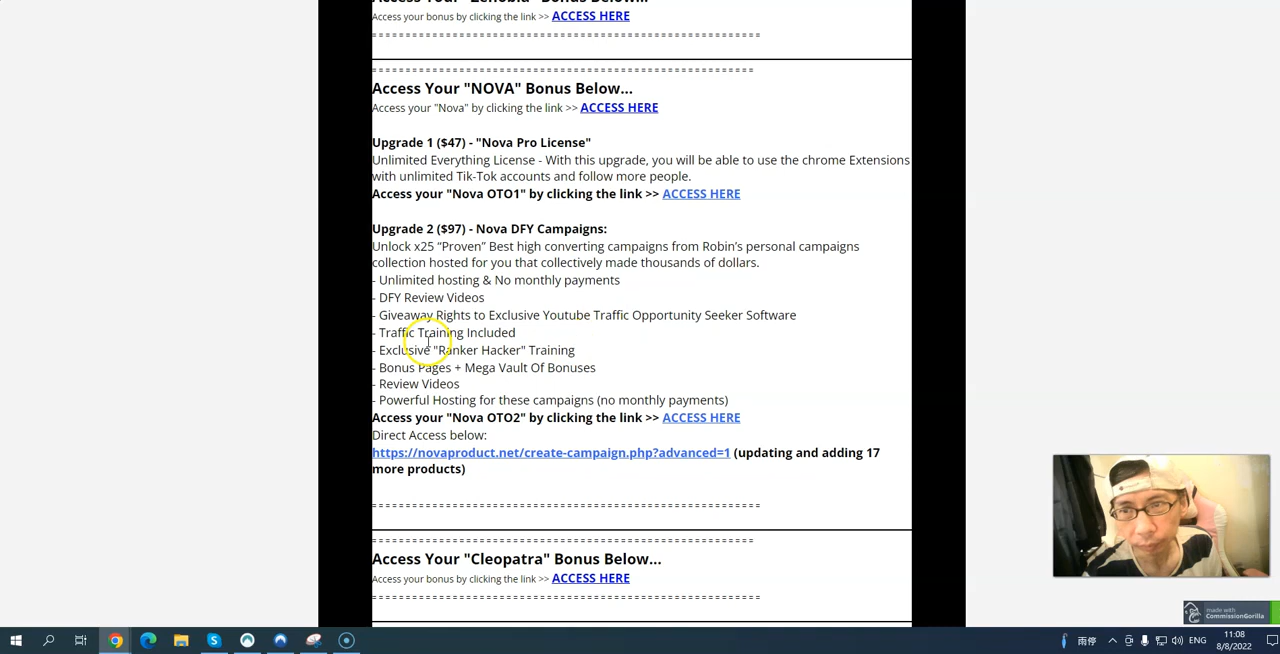 Access your bonus by clicking the link >> ACCESS HERE
=========================================================
=========================================================
Access Your "NOVA" Bonus Below...
Access your "Nova" by clicking the link >> ACCESS HERE
Upgrade 1 ($47) - "Nova Pro License"
Unlimited Everything License - With this upgrade, you will be able to use the chrome Extensions
with unlimited Tik-Tok accounts and follow more people.
Access your "Nova OTO1" by clicking the link >> ACCESS HERE
Upgrade 2 ($97) - Nova DFY Campaigns:
Unlock x25 “Proven” Best high converting campaigns from Robin’s personal campaigns
collection hosted for you that collectively made thousands of dollars.
- Unlimited hosting & No monthly payments
- DFY Review Videos
- Giveaway Rights to Exclusive Youtube Traffic Opportunity Seeker Software
- Traffic Training Included
- Exclusive "Ranker Hacker" Training
- Bonus Pages + Mega Vault Of Bonuses
- Review Videos
- Powerful Hosting for these campaigns (no monthly payments)
Access your "Nova OTO2" by clicking the link >> ACCESS HERE
Direct Access below:
https://novaproduct.net/create-campaign.php?advanced=1 (updating and adding 17
more products)
=========================================================
=========================================================
Access Your "Cleopatra" Bonus Below...
Access your bonus by clicking the link >> ACCESS HERE
=========================================================
made with
CommissionGorilla
雨停
ENG
11:08
8/8/2022